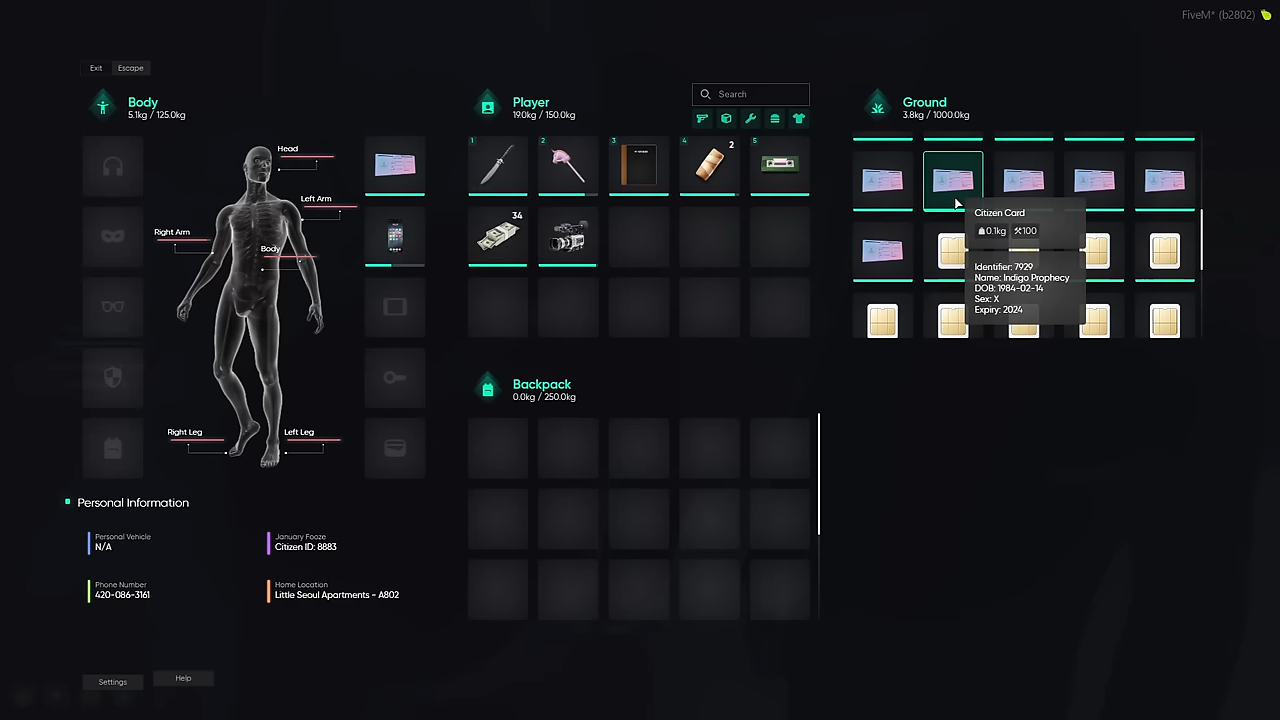 FiveM* (b2802)
Exit
Escape
Body
5.1kg / 125.0kg
Player
19.0kg / 150.0kg
Search
Ground
3.8kg / 1000.0kg
1
2
3
4
2
5
34
Head
Left Arm
Right Arm
Body
Right Leg
Left Leg
Citizen Card
0.1kg
100
Identifier: 7929
Name: Indigo Prophecy
DOB: 1984-02-14
Sex: X
Expiry: 2024
Backpack
0.0kg / 250.0kg
Personal Information
Personal Vehicle
N/A
January Fooze
Citizen ID: 8883
Phone Number
420-086-3161
Home Location
Little Seoul Apartments - A802
Settings
Help